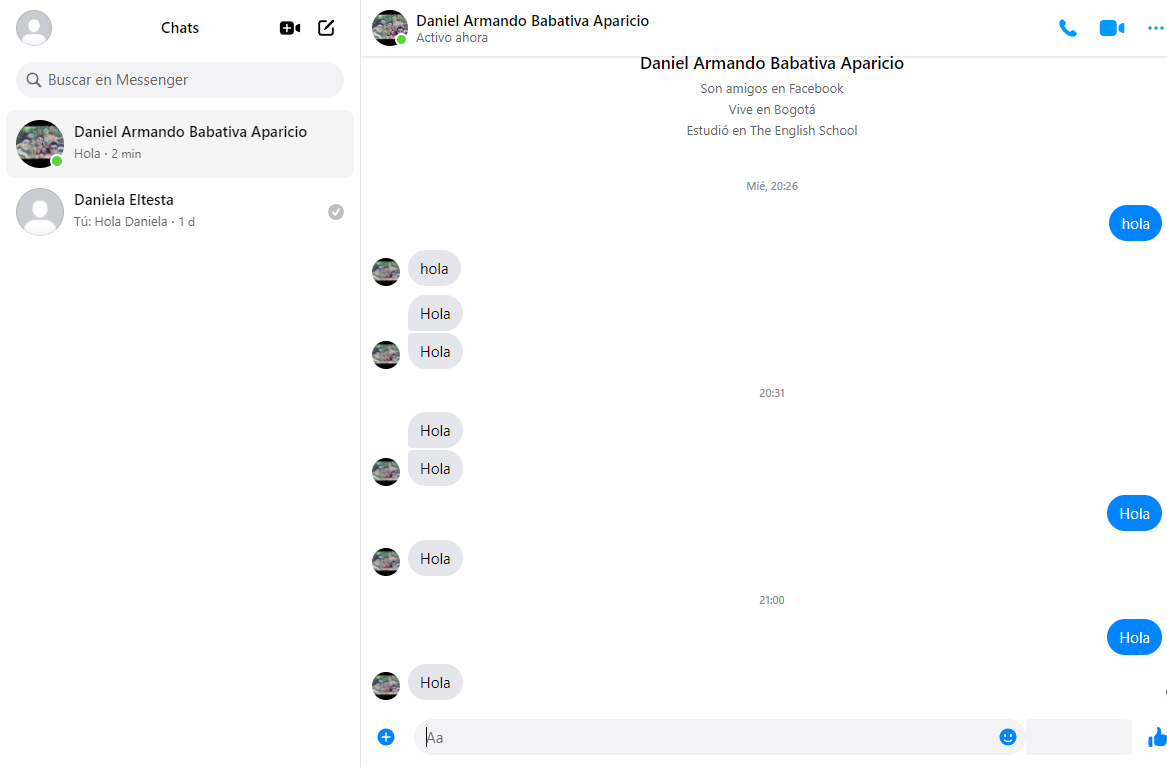 Chats
Buscar en Messenger
Daniel Armando Babativa Aparicio
Hola · 2 min
Daniela Eltesta
Tú: Hola Daniela · 1 d
Daniel Armando Babativa Aparicio
Activo ahora
Daniel Armando Babativa Aparicio
Son amigos en Facebook
Vive en Bogotá
Estudió en The English School
Mié, 20:26
hola
hola
Hola
Hola
20:31
Hola
Hola
Hola
Hola
21:00
Hola
Hola
Aa